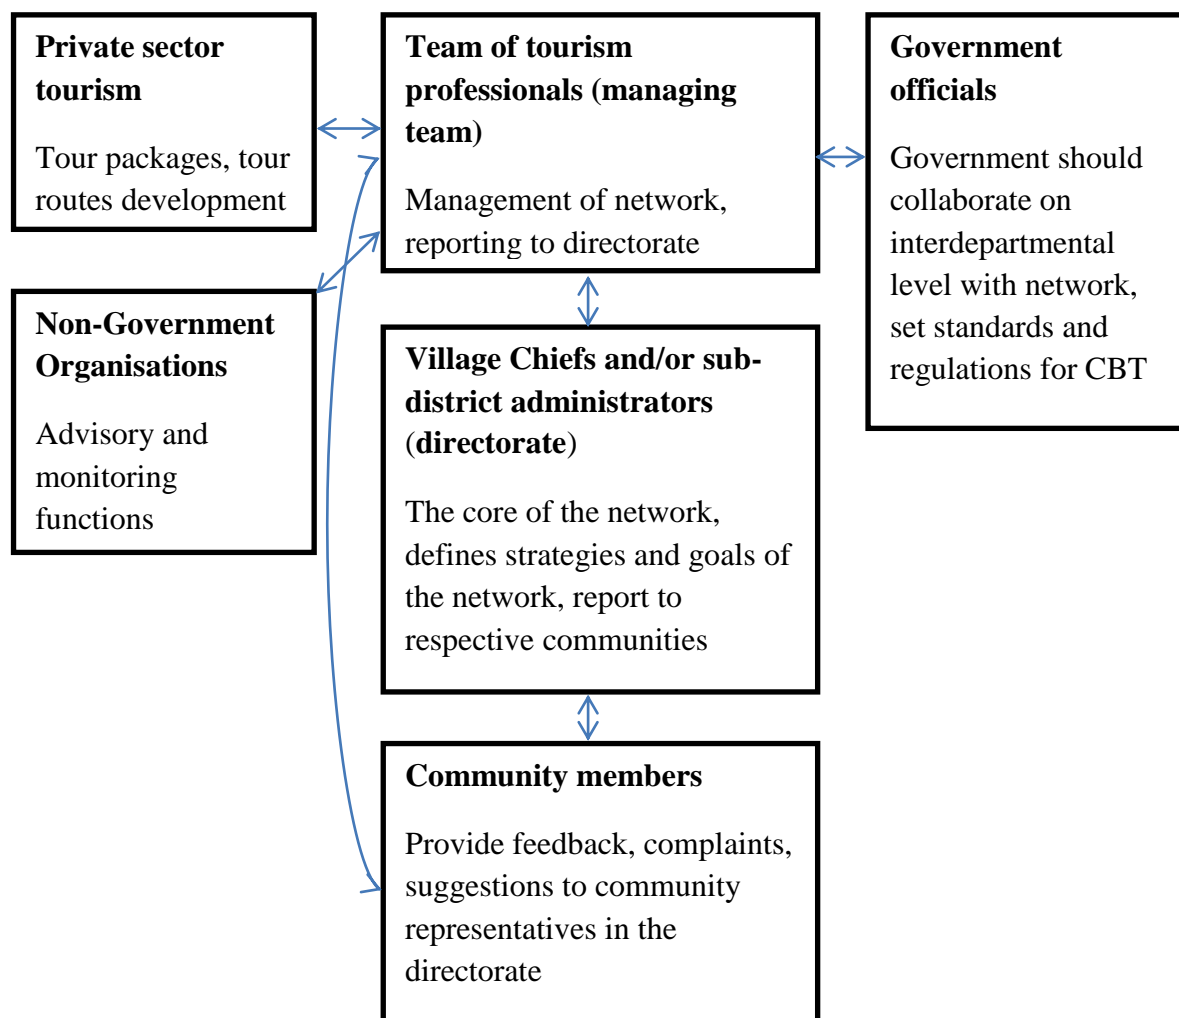 Private sector
tourism
Tour packages, tour
routes development
Non-Government
Organisations
Advisory and
monitoring
functions
Team of tourism
professionals (managing
team)
Management of network,
reporting to directorate
Village Chiefs and/or sub-
district administrators
(directorate)
The core of the network,
defines strategies and goals of
the network, report to
respective communities
Community members
Provide feedback, complaints,
suggestions to community
representatives in the
directorate
Government
officials
Government should
collaborate on
interdepartmental
level with network,
set standards and
regulations for CBT